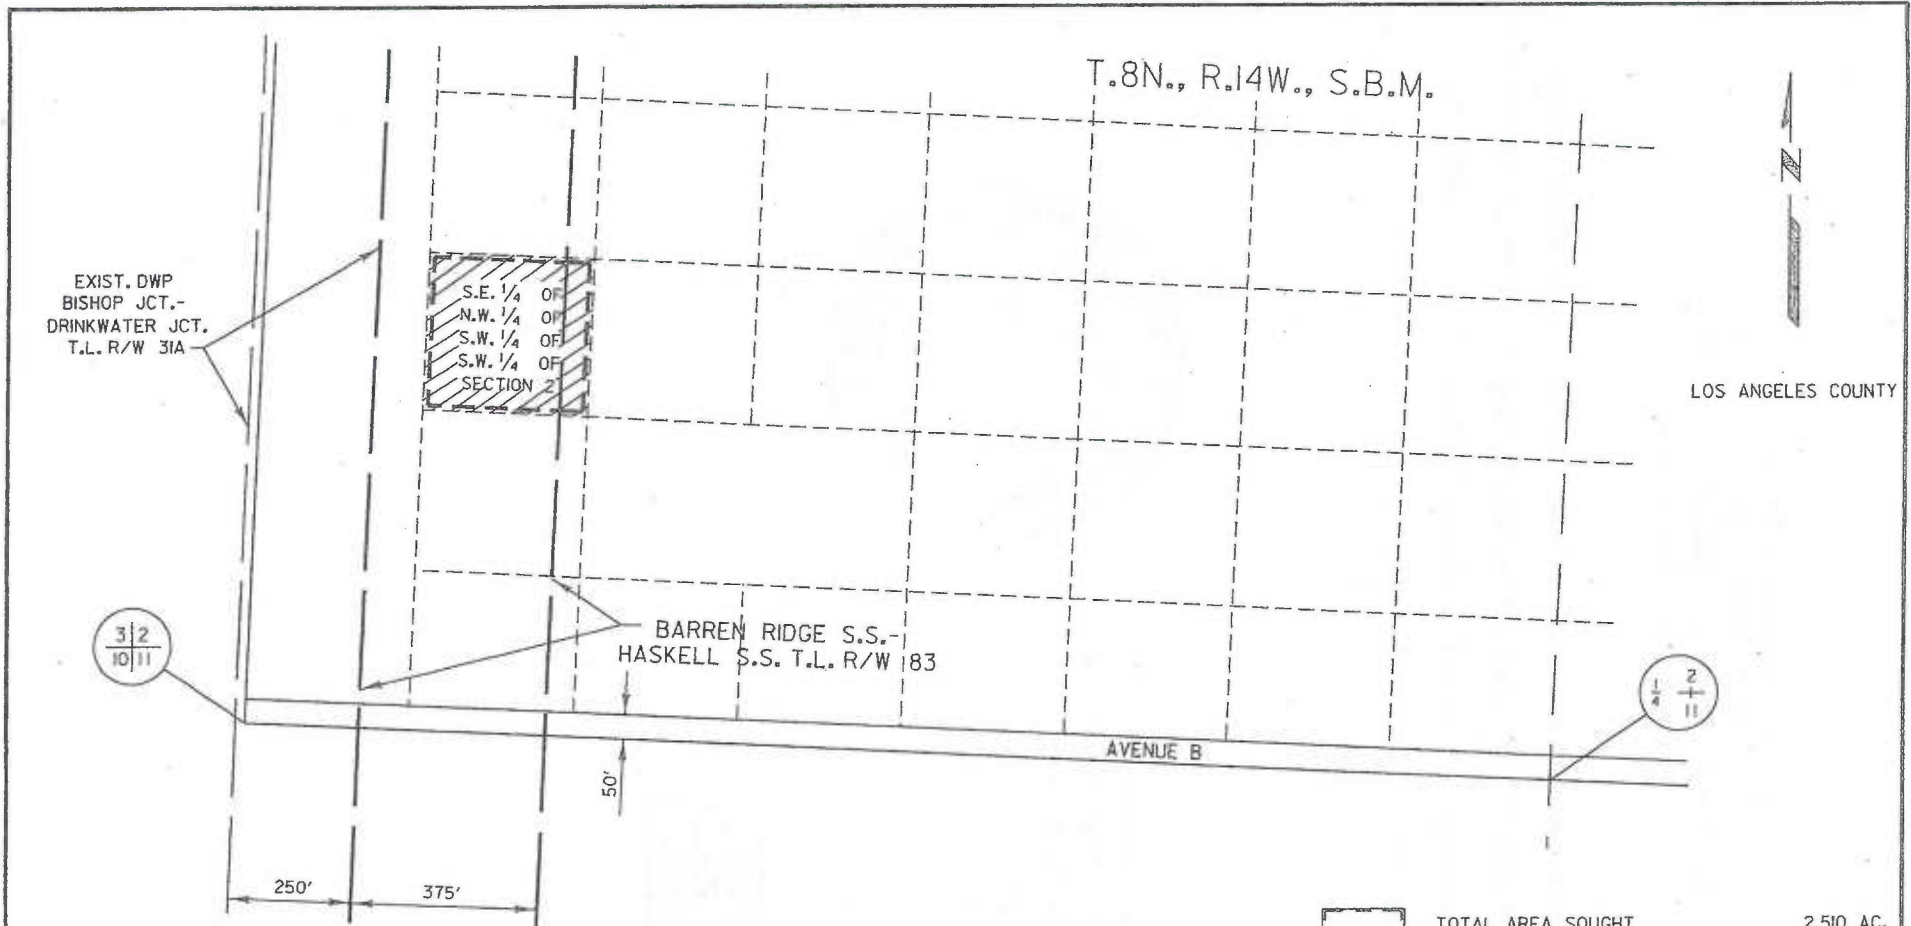 T.8N., R.14W., S.B.M.
EXIST. DWP
BISHOP JCT.-
DRINKWATER JCT.
T.L. R/W 31A
S.E. 1/4 OF
N.W. 1/4 OF
S.W. 1/4 OF
S.W. 1/4 OF
SECTION 2
N
LOS ANGELES COUNTY
BARREN RIDGE S.S.-
HASKELL S.S. T.L. R/W 83
3 2
10 11
1/4 2
11
AVENUE B
50'
250'
375'
TOTAL AREA SOUGHT 2.510 AC.